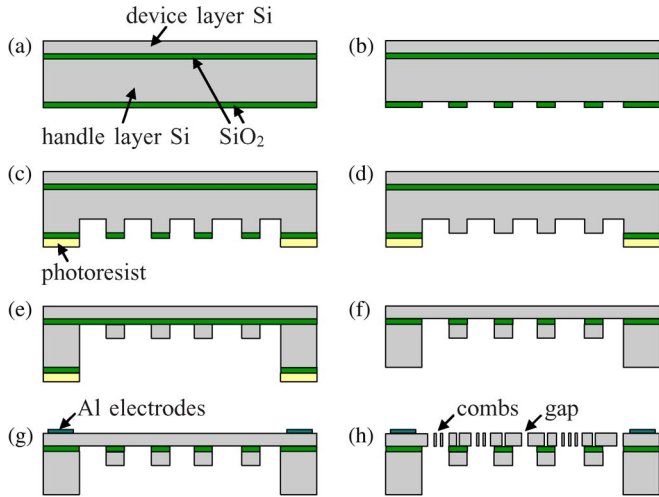 device layer Si
(a)
(b)
handle layer Si
SiO2
(c)
(d)
photoresist
(e)
(f)
Al electrodes
combs
gap
(g)
(h)